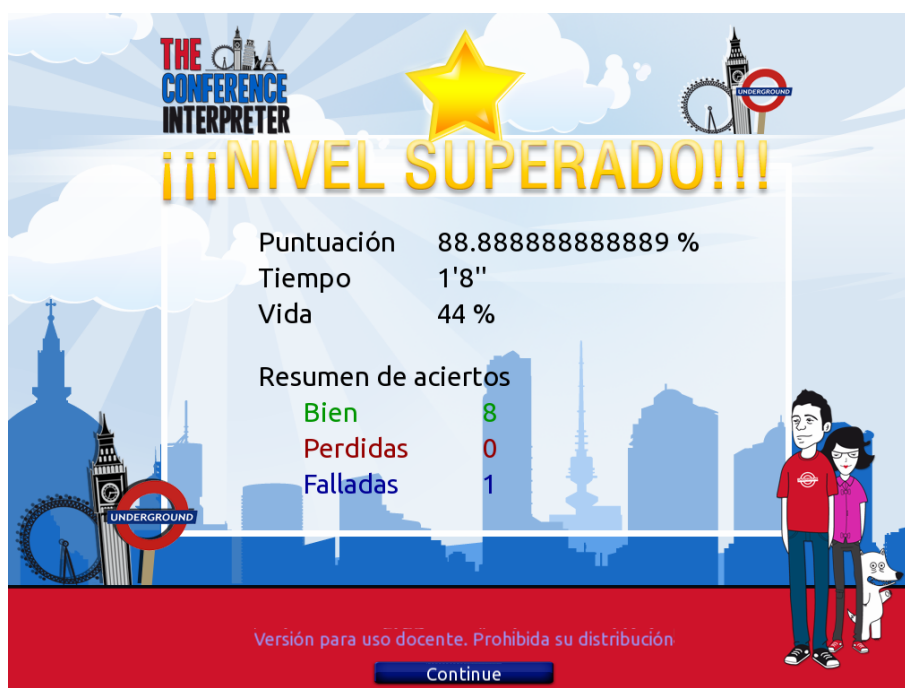 THE
CONFERENCE
INTERPRETER
UNDERGROUND
¡¡¡NIVEL SUPERADO!!!
Puntuación 88.888888888889 %
Tiempo 1'8''
Vida 44 %
Resumen de aciertos
Bien 8
Perdidas 0
Falladas 1
UNDERGROUND
Versión para uso docente. Prohibida su distribución
Continue